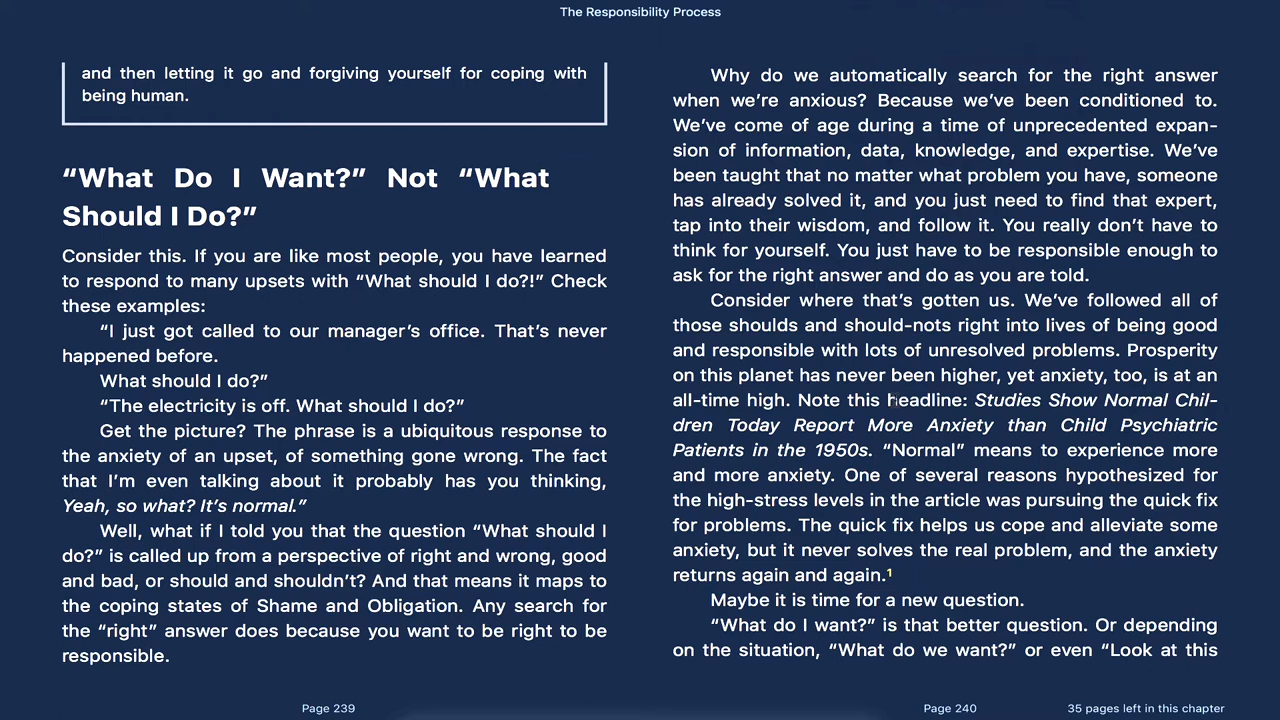 The Responsibility Process
and then letting it go and forgiving yourself for coping with
being human.
“What Do I Want?” Not “What
Should I Do?”
Consider this. If you are like most people, you have learned
to respond to many upsets with “What should I do?!” Check
these examples:
“I just got called to our manager’s office. That’s never
happened before.
What should I do?”
“The electricity is off. What should I do?”
Get the picture? The phrase is a ubiquitous response to
the anxiety of an upset, of something gone wrong. The fact
that I’m even talking about it probably has you thinking,
Yeah, so what? It’s normal.”
Well, what if I told you that the question “What should I
do?” is called up from a perspective of right and wrong, good
and bad, or should and shouldn’t? And that means it maps to
the coping states of Shame and Obligation. Any search for
the “right” answer does because you want to be right to be
responsible.
Page 239
Why do we automatically search for the right answer
when we’re anxious? Because we’ve been conditioned to.
We’ve come of age during a time of unprecedented expan-
sion of information, data, knowledge, and expertise. We’ve
been taught that no matter what problem you have, someone
has already solved it, and you just need to find that expert,
tap into their wisdom, and follow it. You really don’t have to
think for yourself. You just have to be responsible enough to
ask for the right answer and do as you are told.
Consider where that’s gotten us. We’ve followed all of
those shoulds and should-nots right into lives of being good
and responsible with lots of unresolved problems. Prosperity
on this planet has never been higher, yet anxiety, too, is at an
all-time high. Note this headline: Studies Show Normal Chil-
dren Today Report More Anxiety than Child Psychiatric
Patients in the 1950s. “Normal” means to experience more
and more anxiety. One of several reasons hypothesized for
the high-stress levels in the article was pursuing the quick fix
for problems. The quick fix helps us cope and alleviate some
anxiety, but it never solves the real problem, and the anxiety
returns again and again.¹
Maybe it is time for a new question.
“What do I want?” is that better question. Or depending
on the situation, “What do we want?” or even “Look at this
Page 240
35 pages left in this chapter